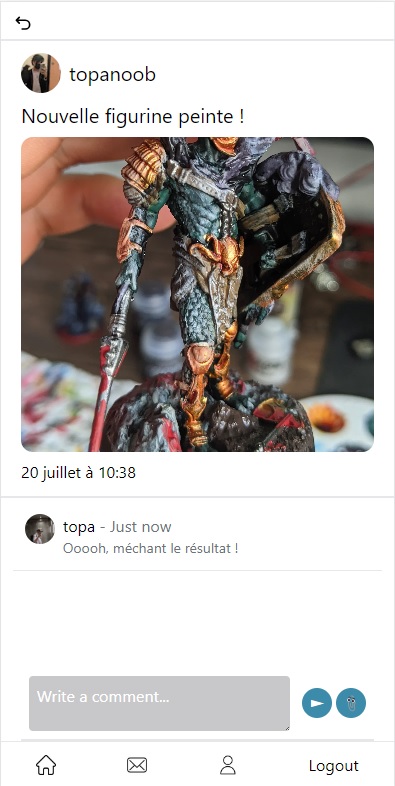 topanoob
Nouvelle figurine peinte !
20 juillet à 10:38
topa - Just now
Ooooh, méchant le résultat !
Write a comment...
Logout